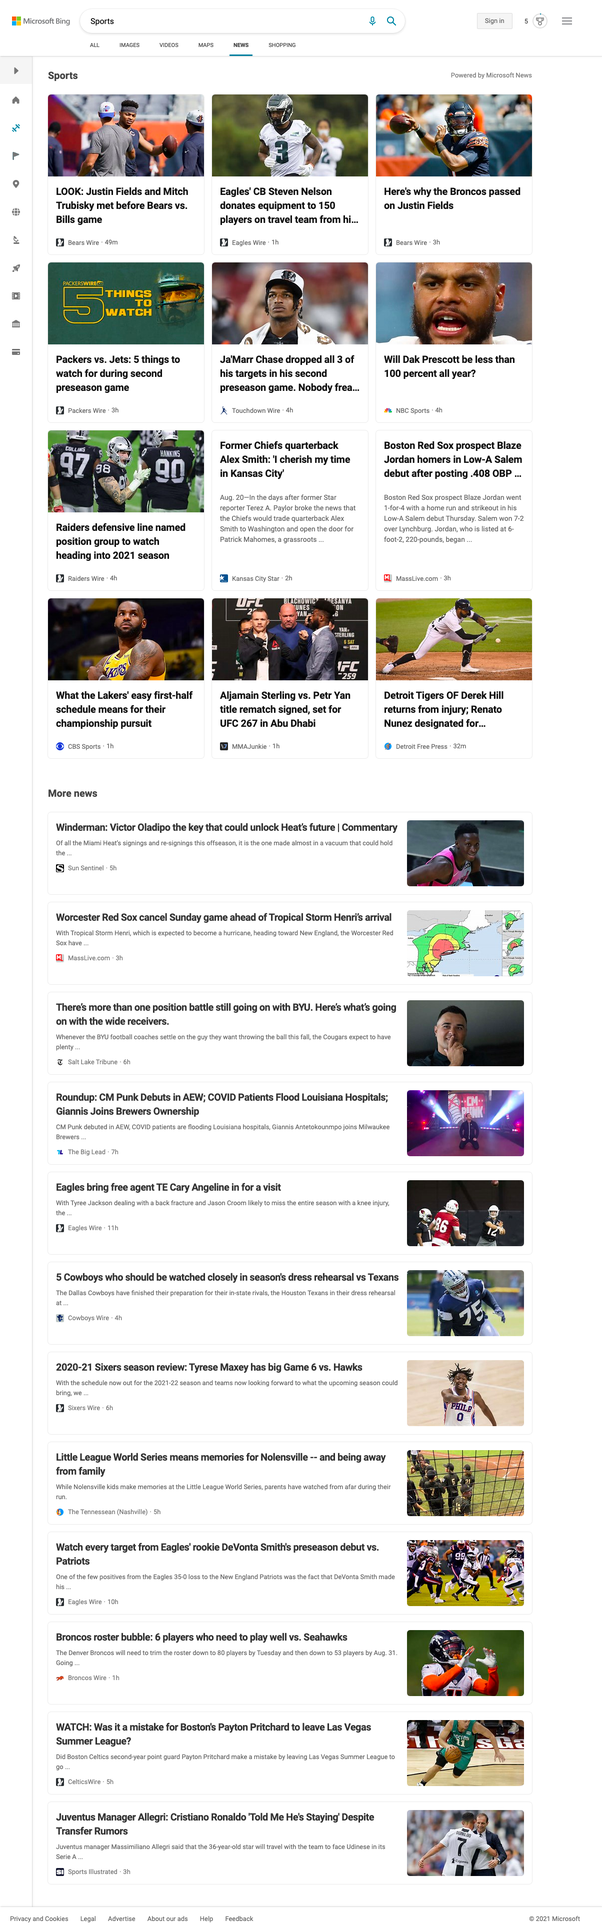 Microsoft Bing
Sports
Sign in
5
ALL IMAGES VIDEOS MAPS NEWS SHOPPING
Sports
Powered by Microsoft News
LOOK: Justin Fields and Mitch
Trubisky met before Bears vs.
Bills game
Bears Wire · 49m
3
Eagles' CB Steven Nelson
donates equipment to 150
players on travel team from hi...
Eagles Wire · 1h
Here's why the Broncos passed
on Justin Fields
Bears Wire · 3h
PACKERSWIRE
5 THINGS
TO
WATCH
Packers vs. Jets: 5 things to
watch for during second
preseason game
Packers Wire · 3h
Ja'Marr Chase dropped all 3 of
his targets in his second
preseason game. Nobody frea...
Touchdown Wire · 4h
Will Dak Prescott be less than
100 percent all year?
NBC Sports · 4h
COLLINS
97
98
HANKINS
90
Raiders defensive line named
position group to watch
heading into 2021 season
Raiders Wire · 4h
Former Chiefs quarterback
Alex Smith: 'I cherish my time
in Kansas City'
Aug. 20—In the days after former Star
reporter Terez A. Paylor broke the news that
the Chiefs would trade quarterback Alex
Smith to Washington and open the door for
Patrick Mahomes, a grassroots ...
Kansas City Star · 2h
Boston Red Sox prospect Blaze
Jordan homers in Low-A Salem
debut after posting .408 OBP ...
Boston Red Sox prospect Blaze Jordan went
1-for-4 with a home run and strikeout in his
Low-A Salem debut Thursday. Salem won 7-2
over Lynchburg. Jordan, who is listed at 6-
foot-2, 220-pounds, began ...
MassLive.com · 3h
What the Lakers' easy first-half
schedule means for their
championship pursuit
CBS Sports · 1h
UFC
259
Aljamain Sterling vs. Petr Yan
title rematch signed, set for
UFC 267 in Abu Dhabi
MMAJunkie · 1h
Detroit Tigers OF Derek Hill
returns from injury; Renato
Nunez designated for...
Detroit Free Press · 32m
More news
Winderman: Victor Oladipo the key that could unlock Heat's future | Commentary
Of all the Miami Heat's signings and re-signings this offseason, it is the one made almost in a vacuum that could hold
the ...
Sun Sentinel · 5h
Worcester Red Sox cancel Sunday game ahead of Tropical Storm Henri's arrival
With Tropical Storm Henri, which is expected to become a hurricane, heading toward New England, the Worcester Red
Sox have ...
MassLive.com · 3h
There's more than one position battle still going on with BYU. Here's what's going
on with the wide receivers.
Whenever the BYU football coaches settle on the guy they want throwing the ball this fall, the Cougars expect to have
plenty ...
Salt Lake Tribune · 6h
Roundup: CM Punk Debuts in AEW; COVID Patients Flood Louisiana Hospitals;
Giannis Joins Brewers Ownership
CM Punk debuted in AEW, COVID patients are flooding Louisiana hospitals, Giannis Antetokounmpo joins Milwaukee
Brewers ...
The Big Lead · 7h
CM
PUNK
Eagles bring free agent TE Cary Angeline in for a visit
With Tyree Jackson dealing with a back fracture and Jason Croom likely to miss the entire season with a knee injury,
the ...
Eagles Wire · 11h
86
12
5 Cowboys who should be watched closely in season's dress rehearsal vs Texans
The Dallas Cowboys have finished their preparation for their in-state rivals, the Houston Texans in their dress rehearsal
at ...
Cowboys Wire · 4h
75
2020-21 Sixers season review: Tyrese Maxey has big Game 6 vs. Hawks
With the schedule now out for the 2021-22 season and teams now looking forward to what the upcoming season could
bring, we ...
Sixers Wire · 6h
PHILA
0
Little League World Series means memories for Nolensville -- and being away
from family
While Nolensville kids make memories at the Little League World Series, parents have watched from afar during their
run.
The Tennessean (Nashville) · 5h
Watch every target from Eagles' rookie DeVonta Smith's preseason debut vs.
Patriots
One of the few positives from the Eagles 35-0 loss to the New England Patriots was the fact that DeVonta Smith made
his ...
Eagles Wire · 10h
Broncos roster bubble: 6 players who need to play well vs. Seahawks
The Denver Broncos will need to trim the roster down to 80 players by Tuesday and then down to 53 players by Aug. 31.
Going ...
Broncos Wire · 1h
WATCH: Was it a mistake for Boston's Payton Pritchard to leave Las Vegas
Summer League?
Did Boston Celtics second-year point guard Payton Pritchard make a mistake by leaving Las Vegas Summer League to
go ...
CelticsWire · 5h
11
Juventus Manager Allegri: Cristiano Ronaldo 'Told Me He's Staying' Despite
Transfer Rumors
Juventus manager Massimiliano Allegri said that the 36-year-old star will travel with the team to face Udinese in its
Serie A ...
Sports Illustrated · 3h
7
Privacy and Cookies Legal Advertise About our ads Help Feedback
© 2021 Microsoft